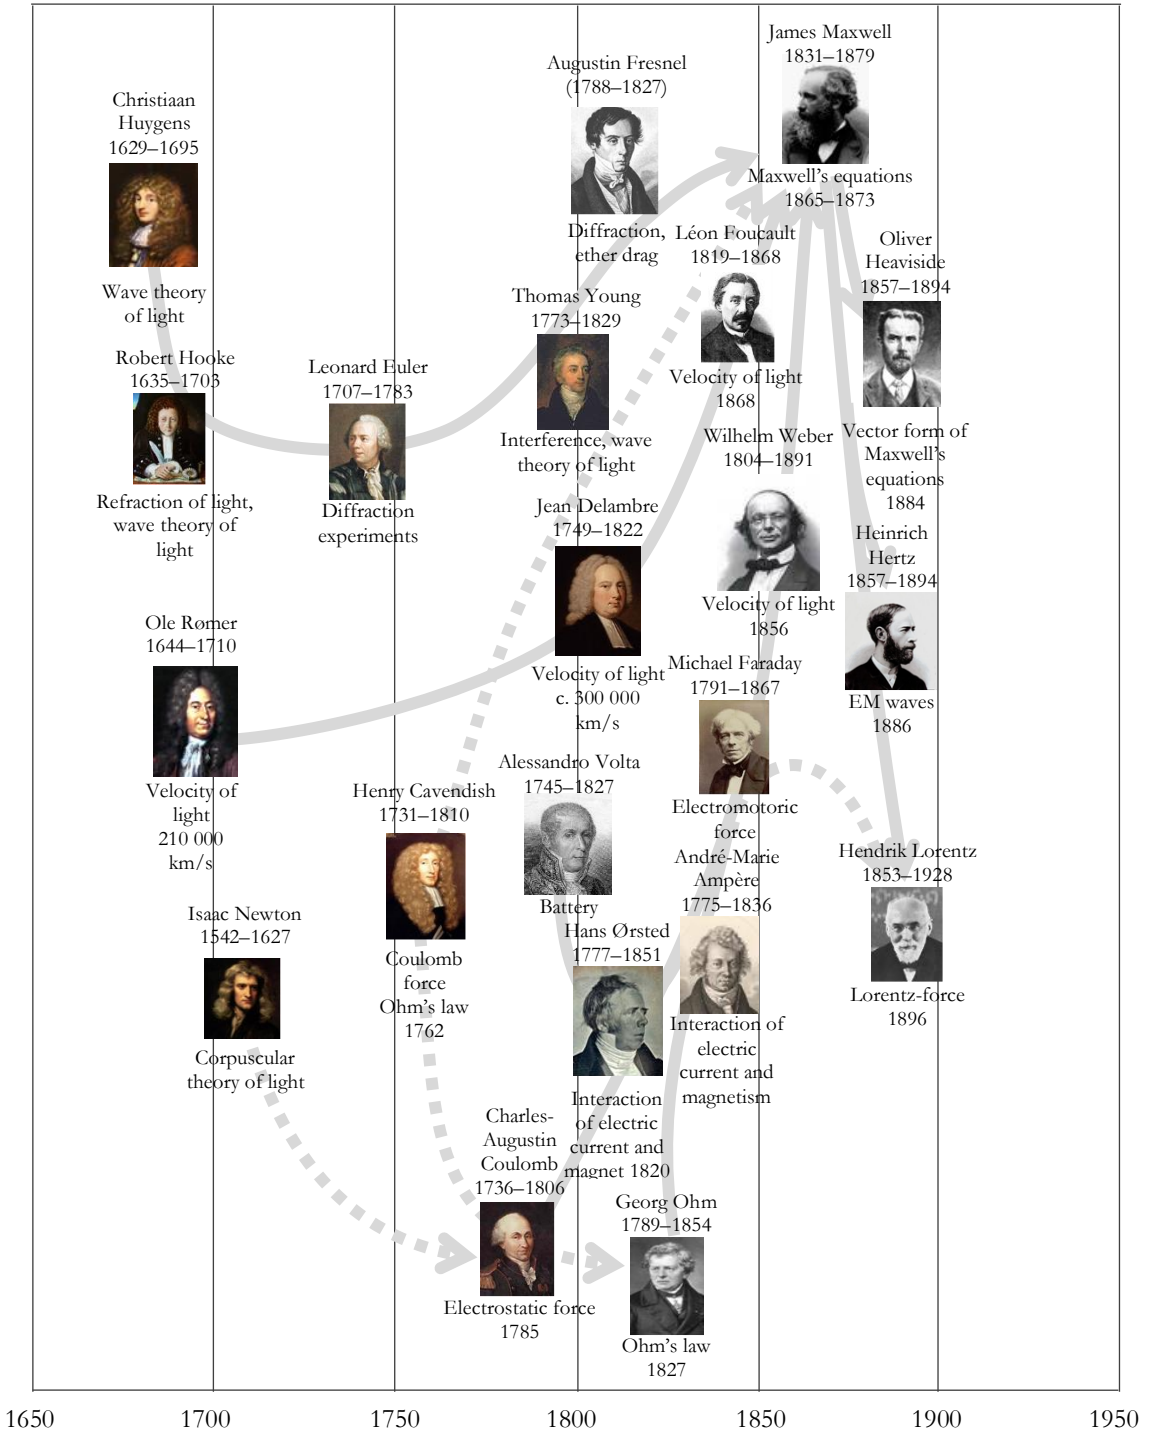 James Maxwell
1831–1879
Maxwell's equations
1865–1873
Augustin Fresnel
(1788–1827)
Diffraction,
ether drag
Christiaan
Huygens
1629–1695
Wave theory
of light
Léon Foucault
1819–1868
Velocity of light
1868
Oliver
Heaviside
1857–1894
Vector form of
Maxwell's
equations
1884
Thomas Young
1773–1829
Interference, wave
theory of light
Robert Hooke
1635–1703
Refraction of light,
wave theory of
light
Leonard Euler
1707–1783
Diffraction
experiments
Wilhelm Weber
1804–1891
Velocity of light
1856
Jean Delambre
1749–1822
Velocity of light
c. 300 000
km/s
Heinrich
Hertz
1857–1894
EM waves
1886
Ole Rømer
1644–1710
Velocity of
light
210 000
km/s
Michael Faraday
1791–1867
Electromotoric
force
Alessandro Volta
1745–1827
Battery
Henry Cavendish
1731–1810
Coulomb
force
Ohm's law
1762
André-Marie
Ampère
1775–1836
Interaction of
electric
current and
magnetism
Hendrik Lorentz
1853–1928
Lorentz-force
1896
Isaac Newton
1542–1627
Corpuscular
theory of light
Hans Ørsted
1777–1851
Interaction
of electric
current and
magnet 1820
Charles-
Augustin
Coulomb
1736–1806
Electrostatic force
1785
Georg Ohm
1789–1854
Ohm's law
1827
1650
1700
1750
1800
1850
1900
1950